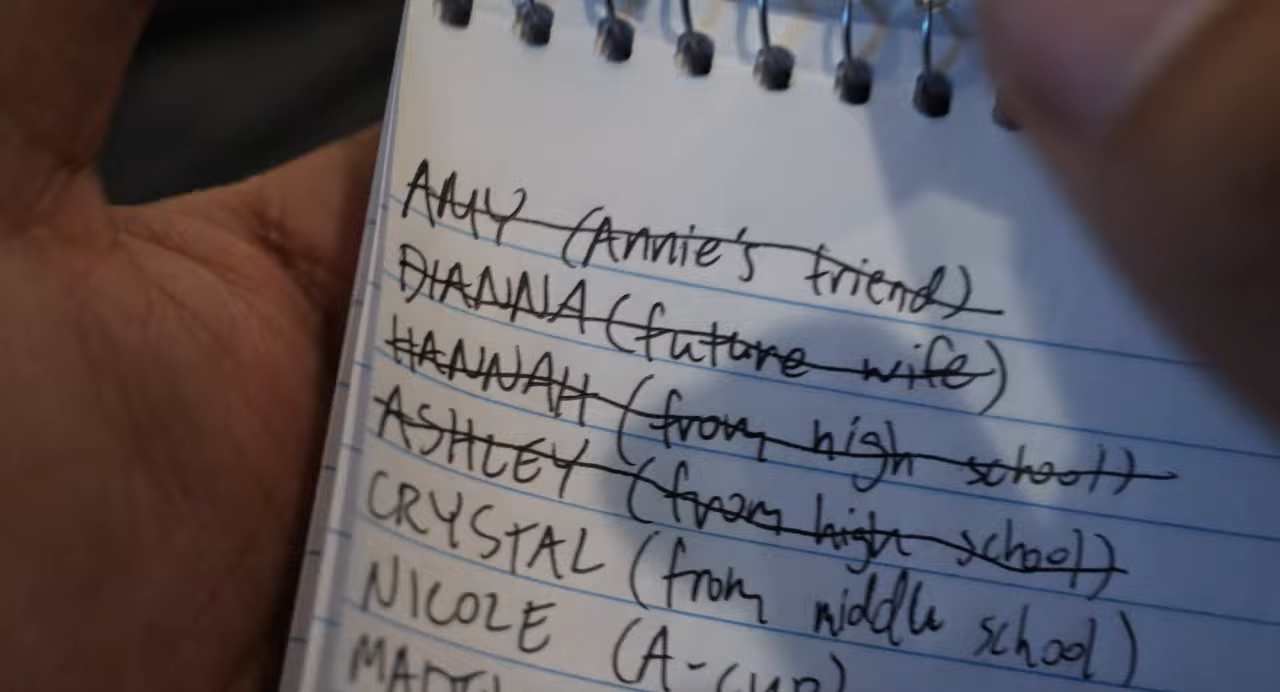 AMY (Annie's friend)
DIANNA (future wife)
HANNAH (from high school)
ASHLEY (from high school)
CRYSTAL (from middle school)
NICOLE (A-cup)